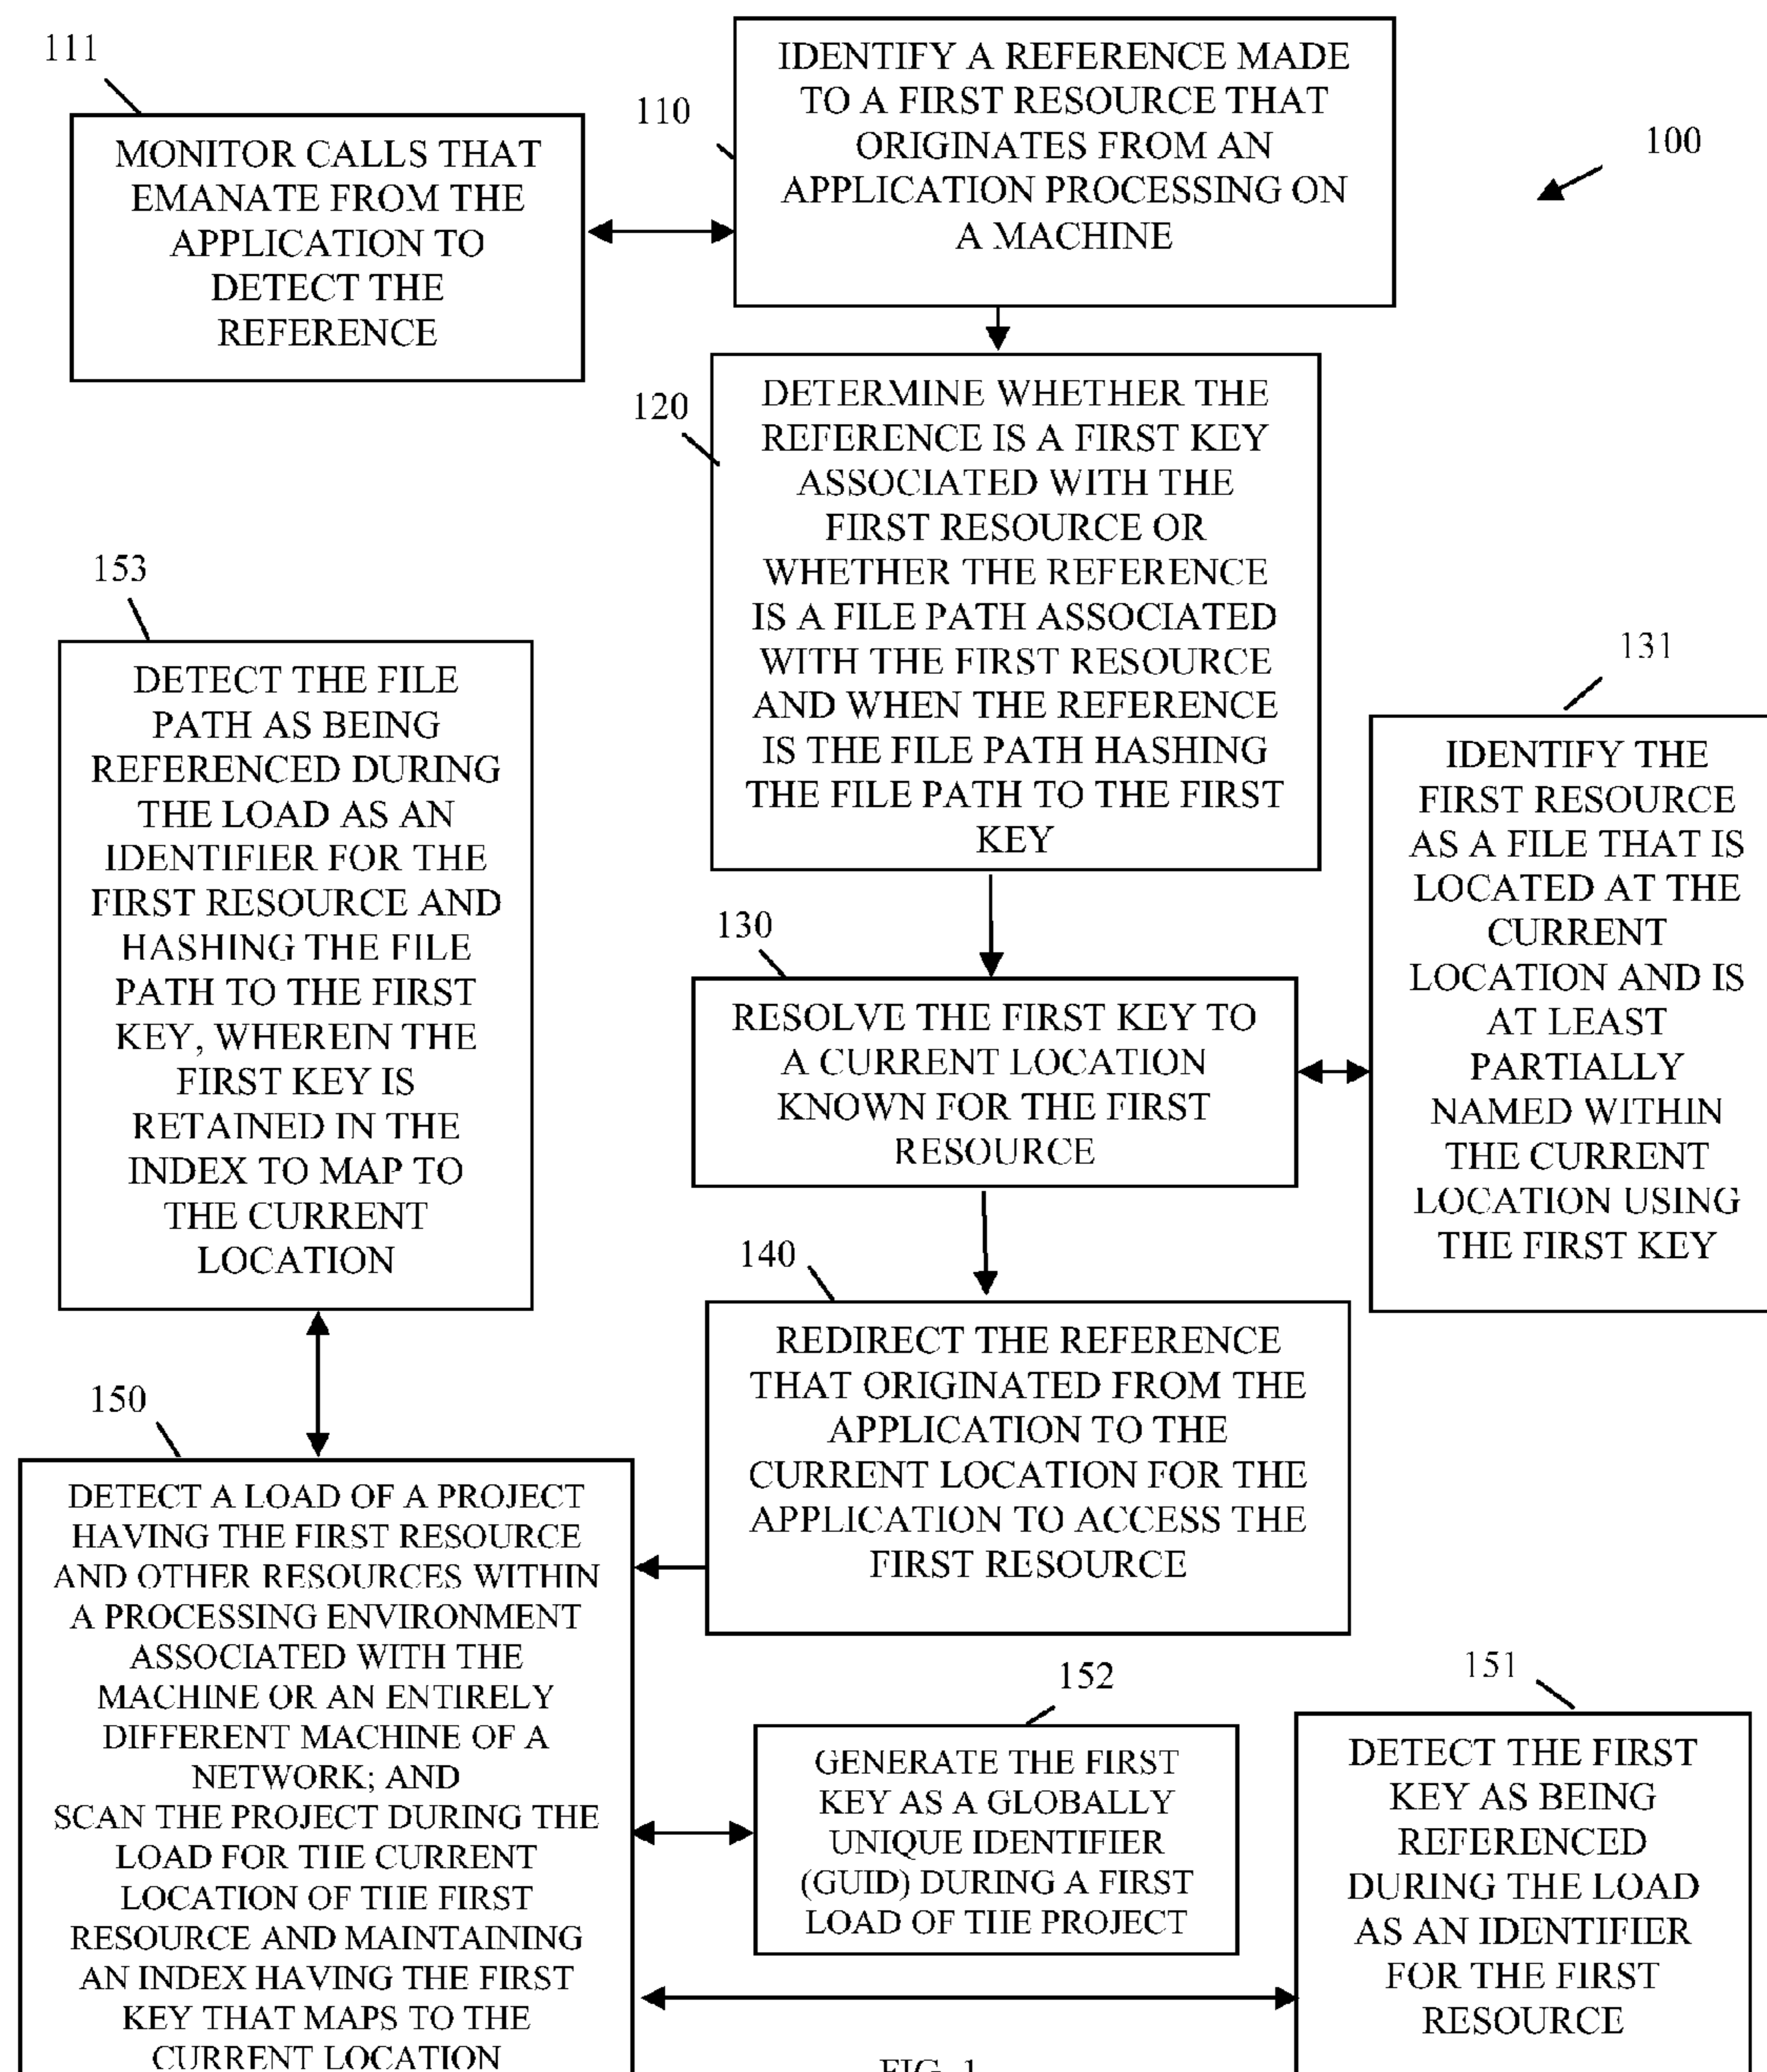 111
MONITOR CALLS THAT
EMANATE FROM THE
APPLICATION TO
DETECT THE
REFERENCE
110
IDENTIFY A REFERENCE MADE
TO A FIRST RESOURCE THAT
ORIGINATES FROM AN
APPLICATION PROCESSING ON
A MACHINE
100
120
DETERMINE WHETHER THE
REFERENCE IS A FIRST KEY
ASSOCIATED WITH THE
FIRST RESOURCE OR
WHETHER THE REFERENCE
IS A FILE PATH ASSOCIATED
WITH THE FIRST RESOURCE
AND WHEN THE REFERENCE
IS THE FILE PATH HASHING
THE FILE PATH TO THE FIRST
KEY
153
DETECT THE FILE
PATH AS BEING
REFERENCED DURING
THE LOAD AS AN
IDENTIFIER FOR THE
FIRST RESOURCE AND
HASHING THE FILE
PATH TO THE FIRST
KEY, WHEREIN THE
FIRST KEY IS
RETAINED IN THE
INDEX TO MAP TO
THE CURRENT
LOCATION
130
RESOLVE THE FIRST KEY TO
A CURRENT LOCATION
KNOWN FOR THE FIRST
RESOURCE
131
IDENTIFY THE
FIRST RESOURCE
AS A FILE THAT IS
LOCATED AT THE
CURRENT
LOCATION AND IS
AT LEAST
PARTIALLY
NAMED WITHIN
THE CURRENT
LOCATION USING
THE FIRST KEY
140
REDIRECT THE REFERENCE
THAT ORIGINATED FROM THE
APPLICATION TO THE
CURRENT LOCATION FOR THE
APPLICATION TO ACCESS THE
FIRST RESOURCE
150
DETECT A LOAD OF A PROJECT
HAVING THE FIRST RESOURCE
AND OTHER RESOURCES WITHIN
A PROCESSING ENVIRONMENT
ASSOCIATED WITH THE
MACHINE OR AN ENTIRELY
DIFFERENT MACHINE OF A
NETWORK; AND
SCAN THE PROJECT DURING THE
LOAD FOR THE CURRENT
LOCATION OF THE FIRST
RESOURCE AND MAINTAINING
AN INDEX HAVING THE FIRST
KEY THAT MAPS TO THE
CURRENT LOCATION
152
GENERATE THE FIRST
KEY AS A GLOBALLY
UNIQUE IDENTIFIER
(GUID) DURING A FIRST
LOAD OF THE PROJECT
151
DETECT THE FIRST
KEY AS BEING
REFERENCED
DURING THE LOAD
AS AN IDENTIFIER
FOR THE FIRST
RESOURCE
FIG. 1